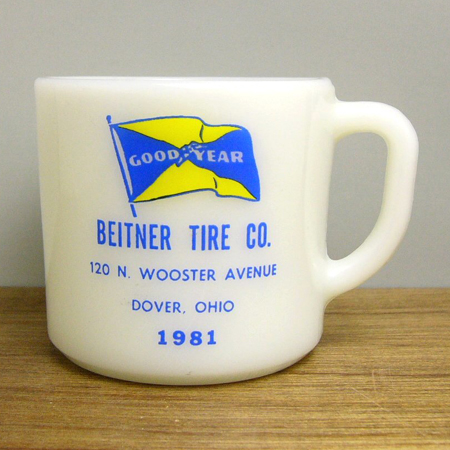 GOOD YEAR
BEITNER TIRE CO.
120 N. WOOSTER AVENUE
DOVER, OHIO
1981